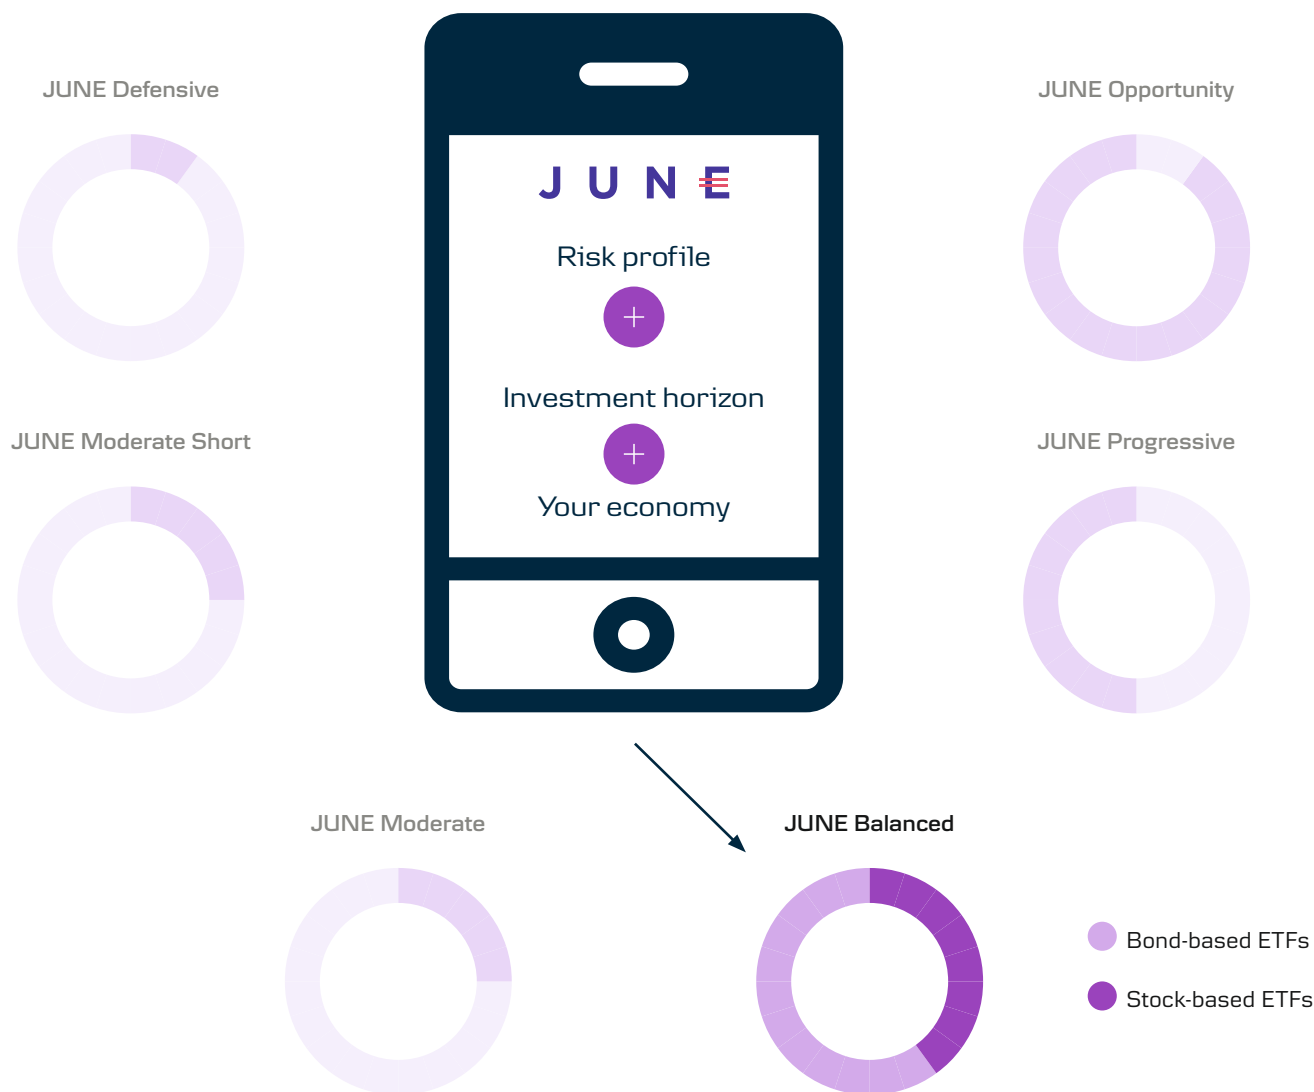 JUNE Defensive
JUNE Opportunity
JUNE
Risk profile
+
Investment horizon
+
Your economy
JUNE Moderate Short
JUNE Progressive
JUNE Moderate
JUNE Balanced
Bond-based ETFs
Stock-based ETFs